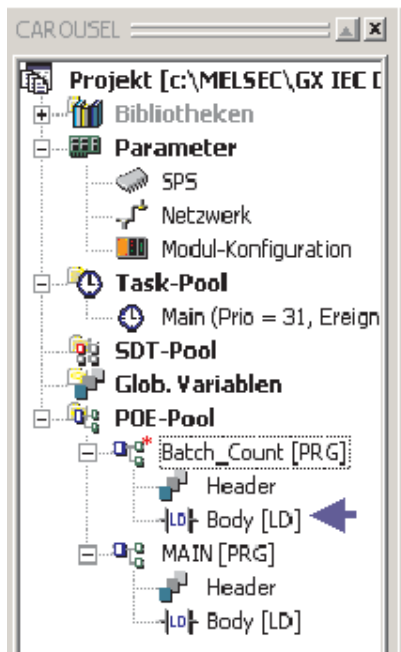 CAROUSEL
Projekt [c:\MELSEC\GX IEC D
Bibliotheken
Parameter
SPS
Netzwerk
Modul-Konfiguration
Task-Pool
Main (Prio = 31, Ereign
SDT-Pool
Glob. Variablen
POE-Pool
Batch_Count [PRG]
Header
LD Body [LD]
MAIN [PRG]
Header
LD Body [LD]